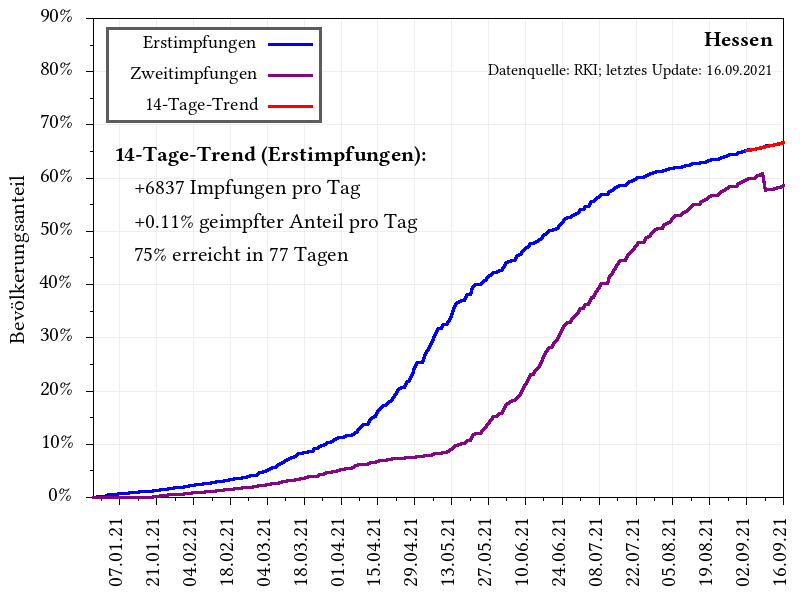 90%
80%
70%
60%
50%
40%
30%
20%
10%
0%
Bevölkerungsanteil
Erstimpfungen
Zweitimpfungen
14-Tage-Trend
Hessen
Datenquelle: RKI; letztes Update: 16.09.2021
14-Tage-Trend (Erstimpfungen):
+6837 Impfungen pro Tag
+0.11% geimpfter Anteil pro Tag
75% erreicht in 77 Tagen
07.01.21
21.01.21
04.02.21
18.02.21
04.03.21
18.03.21
01.04.21
15.04.21
29.04.21
13.05.21
27.05.21
10.06.21
24.06.21
08.07.21
22.07.21
05.08.21
19.08.21
02.09.21
16.09.21